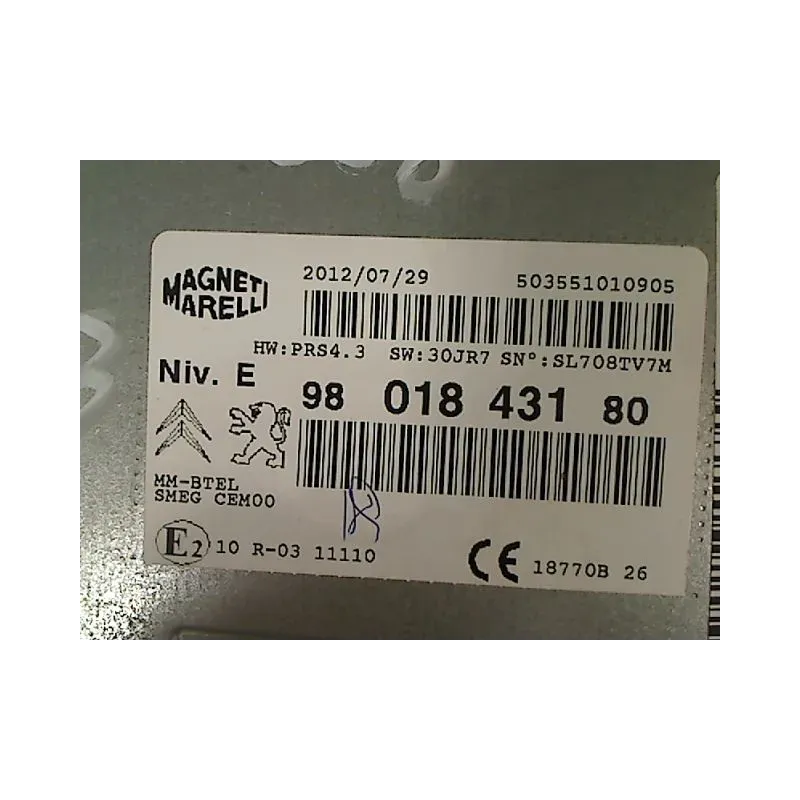 MAGNETI
MARELLI
2012/07/29 503551010905
HW:PRS4.3 SW:30JR7 SN°:SL708TV7M
Niv. E 98 018 431 80
MM-BTEL
SMEG CEM00
E2 10 R-03 11110 CE 18770B 26